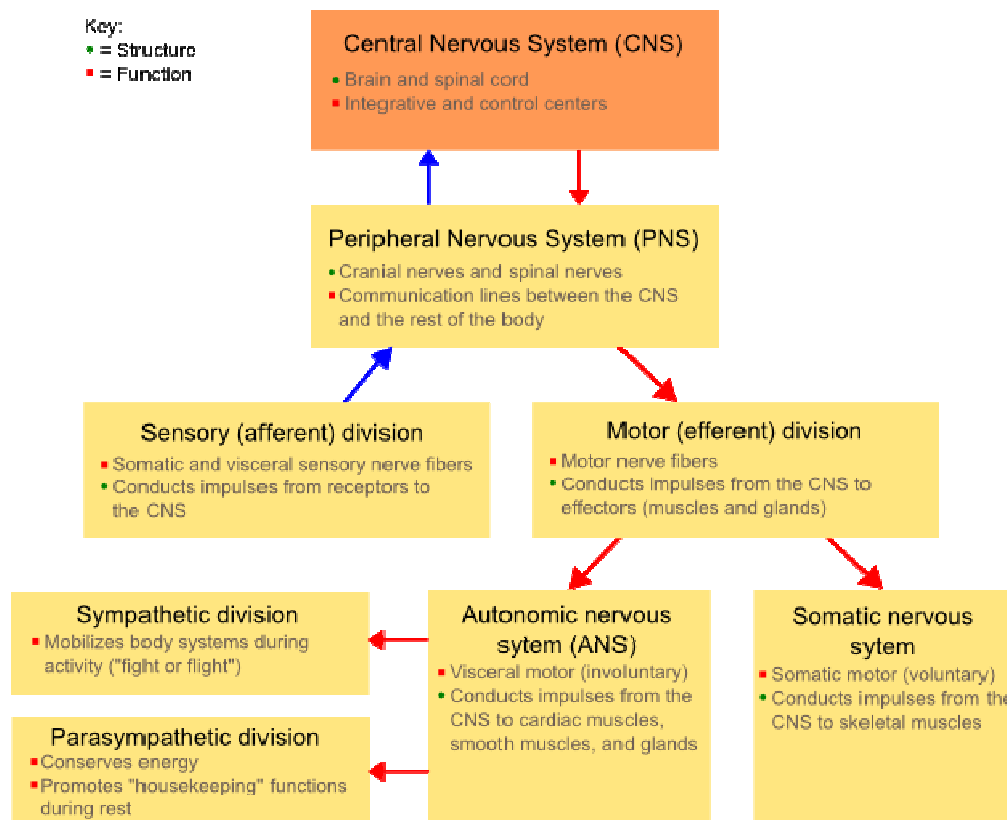 Key:
= Structure
= Function
Central Nervous System (CNS)
Brain and spinal cord
Integrative and control centers
Peripheral Nervous System (PNS)
Cranial nerves and spinal nerves
Communication lines between the CNS
and the rest of the body
Sensory (afferent) division
Somatic and visceral sensory nerve fibers
Conducts impulses from receptors to
the CNS
Motor (efferent) division
Motor nerve fibers
Conducts impulses from the CNS to
effectors (muscles and glands)
Sympathetic division
Mobilizes body systems during
activity ("fight or flight")
Parasympathetic division
Conserves energy
Promotes "housekeeping" functions
during rest
Autonomic nervous
sytem (ANS)
Visceral motor (involuntary)
Conducts impulses from the
CNS to cardiac muscles,
smooth muscles, and glands
Somatic nervous
sytem
Somatic motor (voluntary)
Conducts impulses from the
CNS to skeletal muscles